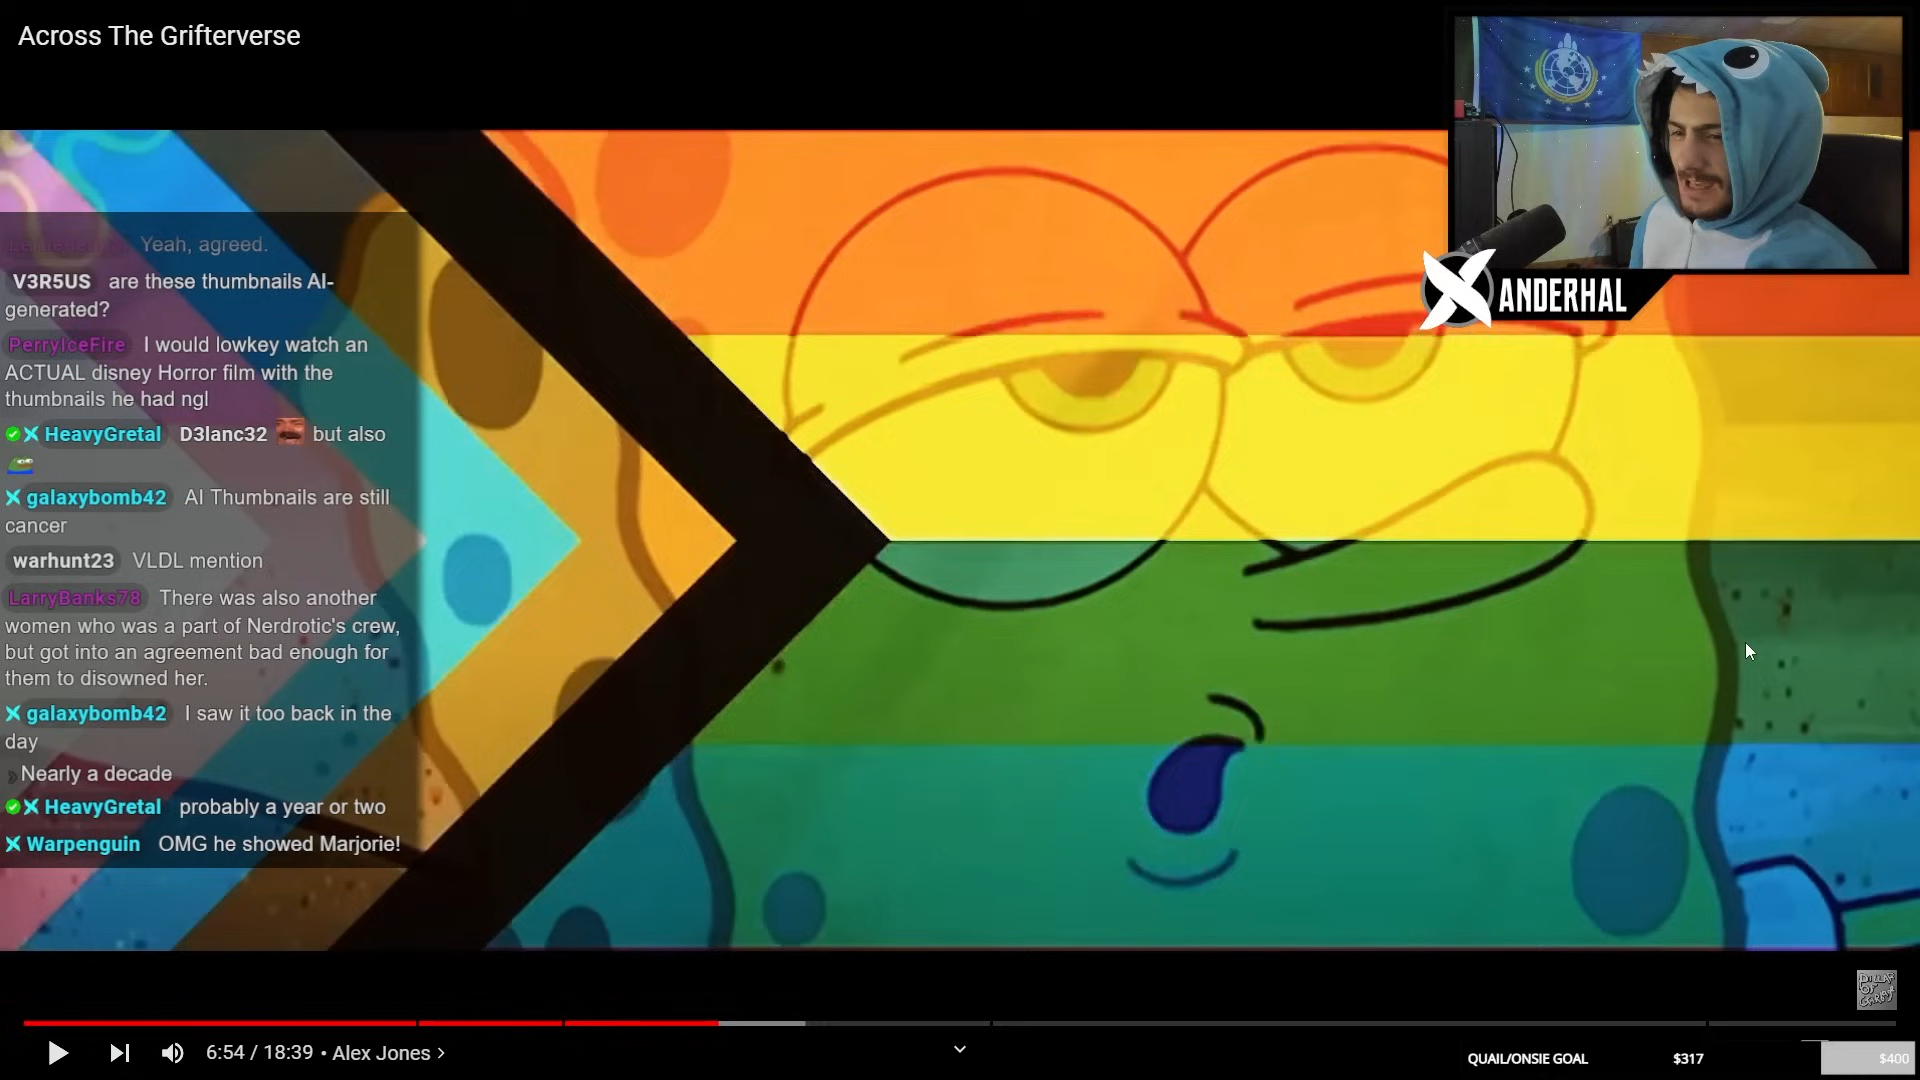 Across The Grifterverse
Yeah, agreed.
V3R5US are these thumbnails AI-
generated?
PerryIceFire I would lowkey watch an
ACTUAL disney Horror film with the
thumbnails he had ngl
HeavyGretal D3lanc32 but also
galaxybomb42 AI Thumbnails are still
cancer
warhunt23 VLDL mention
LarryBanks78 There was also another
women who was a part of Nerdrotic's crew,
but got into an agreement bad enough for
them to disowned her.
galaxybomb42 I saw it too back in the
day
Nearly a decade
HeavyGretal probably a year or two
Warpenguin OMG he showed Marjorie!
XANDERHAL
6:54 / 18:39 • Alex Jones
QUAIL/ONSIE GOAL $317 $400